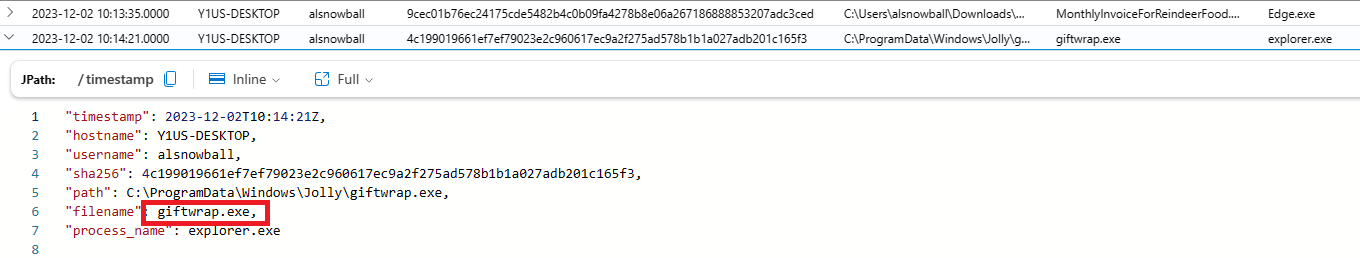 2023-12-02 10:13:35.0000 Y1US-DESKTOP alsnowball 9cec01b76ec24175cde5482b4c0b09fa4278b8e06a267186888853207adc3ced C:\Users\alsnowball\Downloads\... MonthlyInvoiceForReindeerFood.... Edge.exe
2023-12-02 10:14:21.0000 Y1US-DESKTOP alsnowball 4c199019661ef7ef79023e2c960617ec9a2f275ad578b1b1a027adb201c165f3 C:\ProgramData\Windows\Jolly\g... giftwrap.exe explorer.exe
JPath: /timestamp Inline Full
1 "timestamp": 2023-12-02T10:14:21Z,
2 "hostname": Y1US-DESKTOP,
3 "username": alsnowball,
4 "sha256": 4c199019661ef7ef79023e2c960617ec9a2f275ad578b1b1a027adb201c165f3,
5 "path": C:\ProgramData\Windows\Jolly\giftwrap.exe,
6 "filename": giftwrap.exe,
7 "process_name": explorer.exe
8